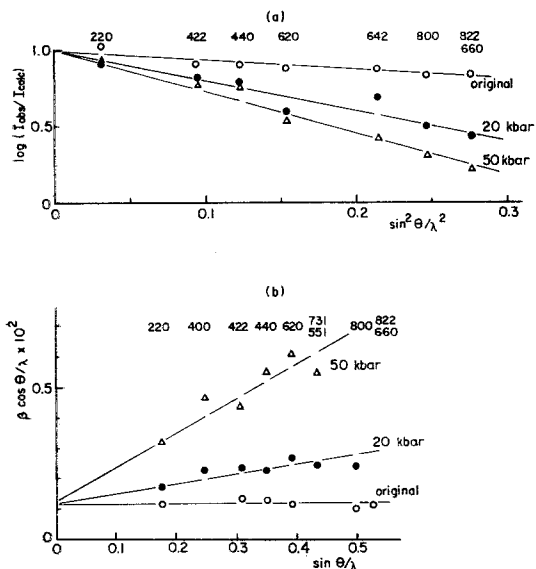 (a)
220 422 440 620 642 800 822
660
1.0
0.5
0
log (Iobs/Icalc)
original
20 kbar
50 kbar
0 0.1 0.2 0.3
sin² θ/λ²
(b)
220 400 422 440 620 731 800 822
551 660
0.5
0
β cos θ/λ × 10²
50 kbar
20 kbar
original
0 0.1 0.2 0.3 0.4 0.5
sin θ/λ